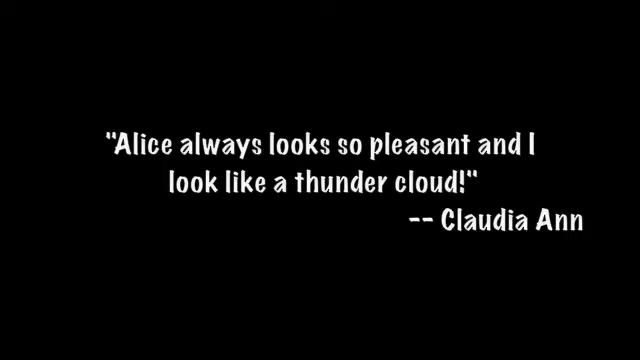 "Alice always looks so pleasant and I
look like a thunder cloud!"
-- Claudia Ann